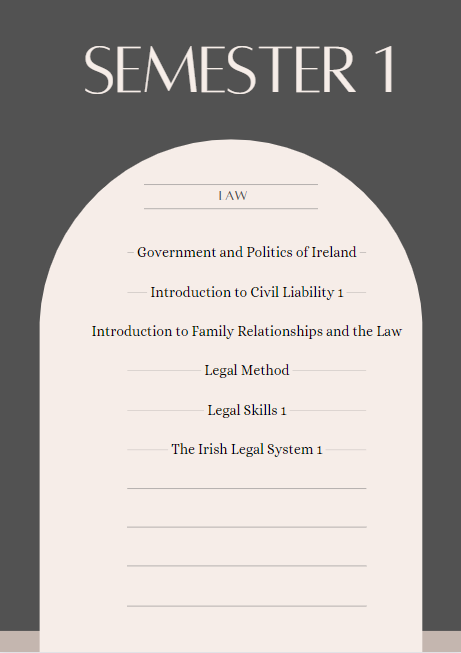 SEMESTER 1
LAW
Government and Politics of Ireland
Introduction to Civil Liability 1
Introduction to Family Relationships and the Law
Legal Method
Legal Skills 1
The Irish Legal System 1